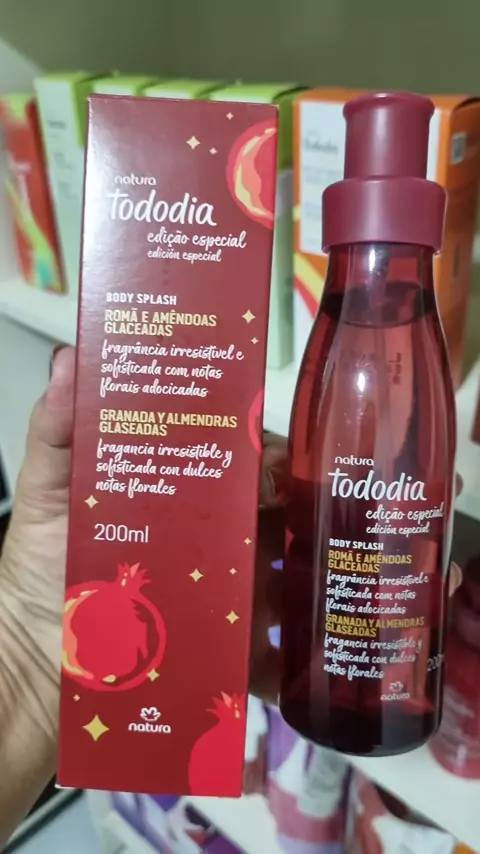 natura
tododia
edição especial
edición especial
BODY SPLASH
ROMÃ E AMÊNDOAS
GLACEADAS
fragrância irresistível e
sofisticada com notas
florais adocicadas
GRANADA Y ALMENDRAS
GLASEADAS
fragancia irresistible y
sofisticada con dulces
notas florales
200ml
natura
natura
tododia
edição especial
edición especial
BODY SPLASH
ROMÃ E AMÊNDOAS
GLACEADAS
fragrância irresistível e
sofisticada com notas
florais adocicadas
GRANADA Y ALMENDRAS
GLASEADAS
fragancia irresistible y
sofisticada con dulces
notas florales
natura